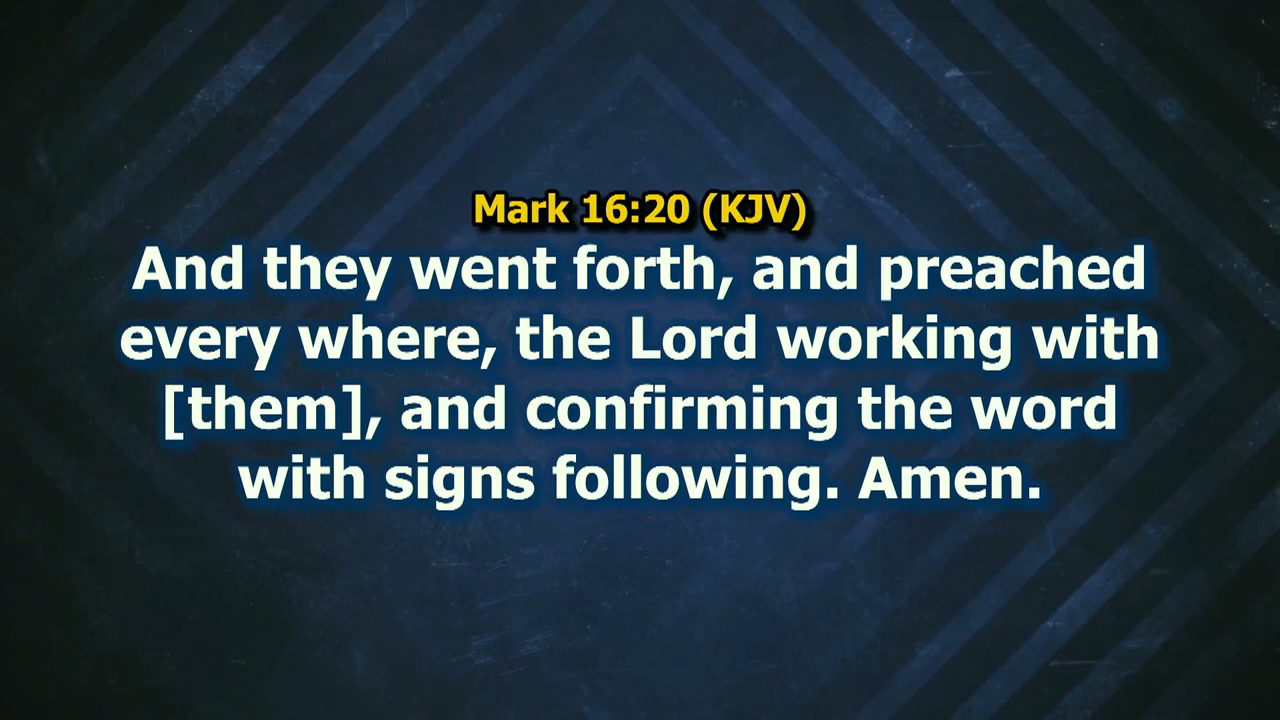 Mark 16:20 (KJV)
And they went forth, and preached
every where, the Lord working with
[them], and confirming the word
with signs following. Amen.